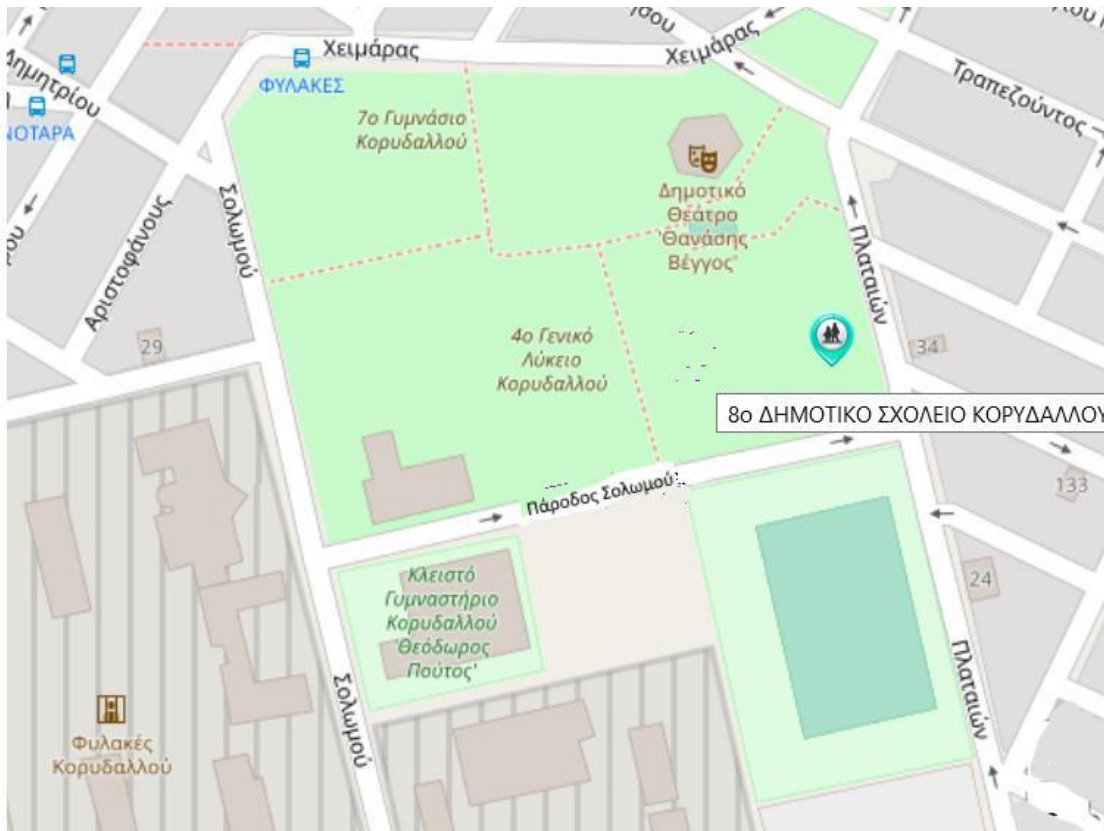 Χειμάρας
Χειμάρας
ΦΥΛΑΚΕΣ
Δημητρίου
ΝΟΤΑΡΑ
Τραπεζούντος
7ο Γυμνάσιο
Κορυδαλλού
Δημοτικό
Θέατρο
'Θανάσης
Βέγγος'
Σολωμού
Αριστοφάνους
Πλαταιών
29
4ο Γενικό
Λύκειο
Κορυδαλλού
34
8ο ΔΗΜΟΤΙΚΟ ΣΧΟΛΕΙΟ ΚΟΡΥΔΑΛΛΟΥ
Πάροδος Σολωμού
133
Κλειστό
Γυμναστήριο
Κορυδαλλού
'Θεόδωρος
Πούτος'
24
Σολωμού
Πλαταιών
Φυλακές
Κορυδαλλού